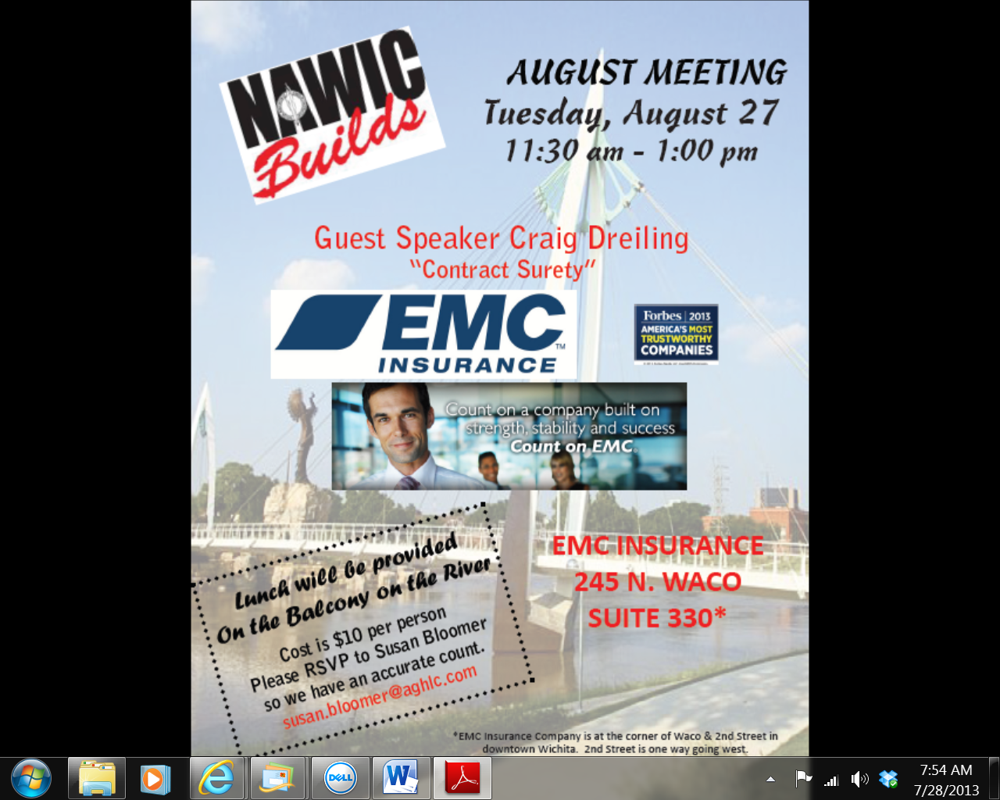 NAWIC
Builds
AUGUST MEETING
Tuesday, August 27
11:30 am - 1:00 pm
Guest Speaker Craig Dreiling
“Contract Surety”
EMC™
INSURANCE
Forbes | 2013
AMERICA'S MOST
TRUSTWORTHY
COMPANIES
Count on a company built on
strength, stability and success
Count on EMC®
Lunch will be provided
On the Balcony on the River
Cost is $10 per person
Please RSVP to Susan Bloomer
so we have an accurate count.
susan.bloomer@aghlc.com
EMC INSURANCE
245 N. WACO
SUITE 330*
*EMC Insurance Company is at the corner of Waco & 2nd Street in
downtown Wichita. 2nd Street is one way going west.
DELL
W
7:54 AM
7/28/2013